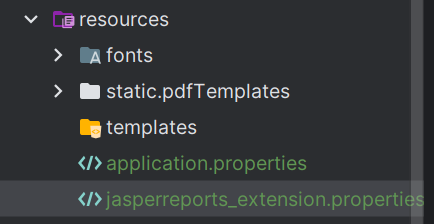 resources
fonts
static.pdfTemplates
templates
application.properties
jasperreports_extension.properties